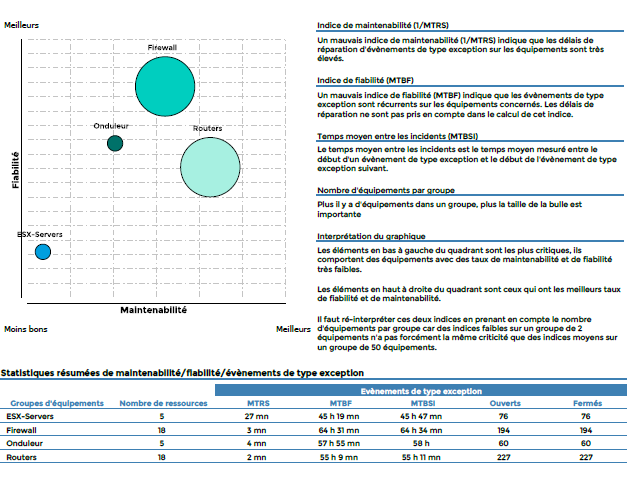 Meilleurs
Firewall
Onduleur
Routers
ESX-Servers
Fiabilité
Maintenabilité
Moins bons
Meilleurs
Indice de maintenabilité (1/MTRS)
Un mauvais indice de maintenabilité (1/MTRS) indique que les délais de
réparation d'évènements de type exception sur les équipements sont très
élevés.
Indice de fiabilité (MTBF)
Un mauvais indice de fiabilité (MTBF) indique que les évènements de type
exception sont récurrents sur les équipements concernés. Les délais de
réparation ne sont pas pris en compte dans le calcul de cet indice.
Temps moyen entre les incidents (MTBSI)
Le temps moyen entre les incidents est le temps moyen mesuré entre le
début d'un évènement de type exception et le début de l'évènement de type
exception suivant.
Nombre d'équipements par groupe
Plus il y a d'équipements dans un groupe, plus la taille de la bulle est
importante
Interprétation du graphique
Les éléments en bas à gauche du quadrant sont les plus critiques, ils
comportent des équipements avec des taux de maintenabilité et de fiabilité
très faibles.
Les éléments en haut à droite du quadrant sont ceux qui ont les meilleurs taux
de fiabilité et de maintenabilité.
Il faut ré-interpréter ces deux indices en prenant en compte le nombre
d'équipements par groupe car des indices faibles sur un groupe de 2
équipements n'a pas forcément la même criticité que des indices moyens sur
un groupe de 50 équipements.
Statistiques résumées de maintenabilité/fiabilité/évènements de type exception
Evènements de type exception
Groupes d'équipements Nombre de ressources MTRS MTBF MTBSI Ouverts Fermés
ESX-Servers 5 27 mn 45 h 19 mn 45 h 47 mn 76 76
Firewall 18 3 mn 64 h 31 mn 64 h 34 mn 194 194
Onduleur 5 4 mn 57 h 55 mn 58 h 60 60
Routers 18 2 mn 55 h 9 mn 55 h 11 mn 227 227